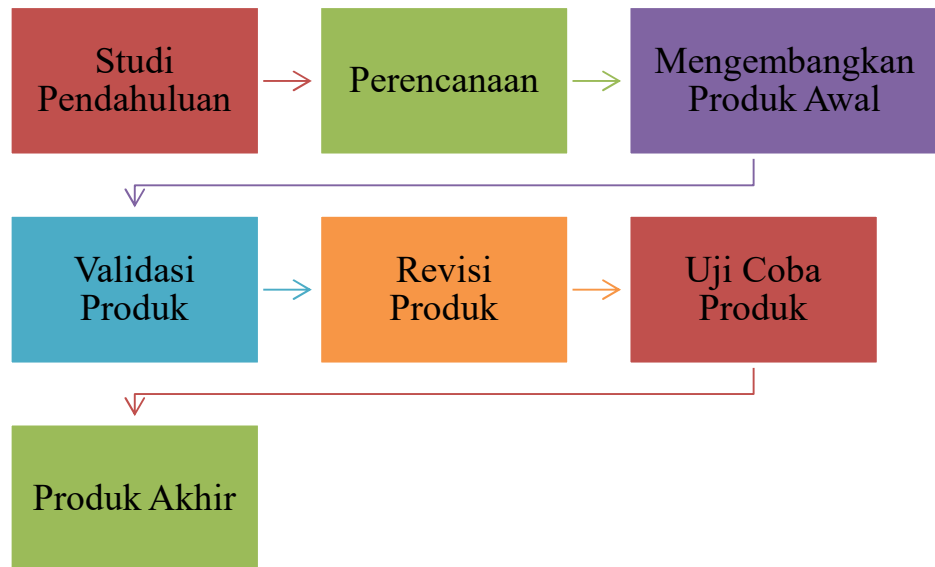 Studi
Pendahuluan
Perencanaan
Mengembangkan
Produk Awal
Validasi
Produk
Revisi
Produk
Uji Coba
Produk
Produk Akhir